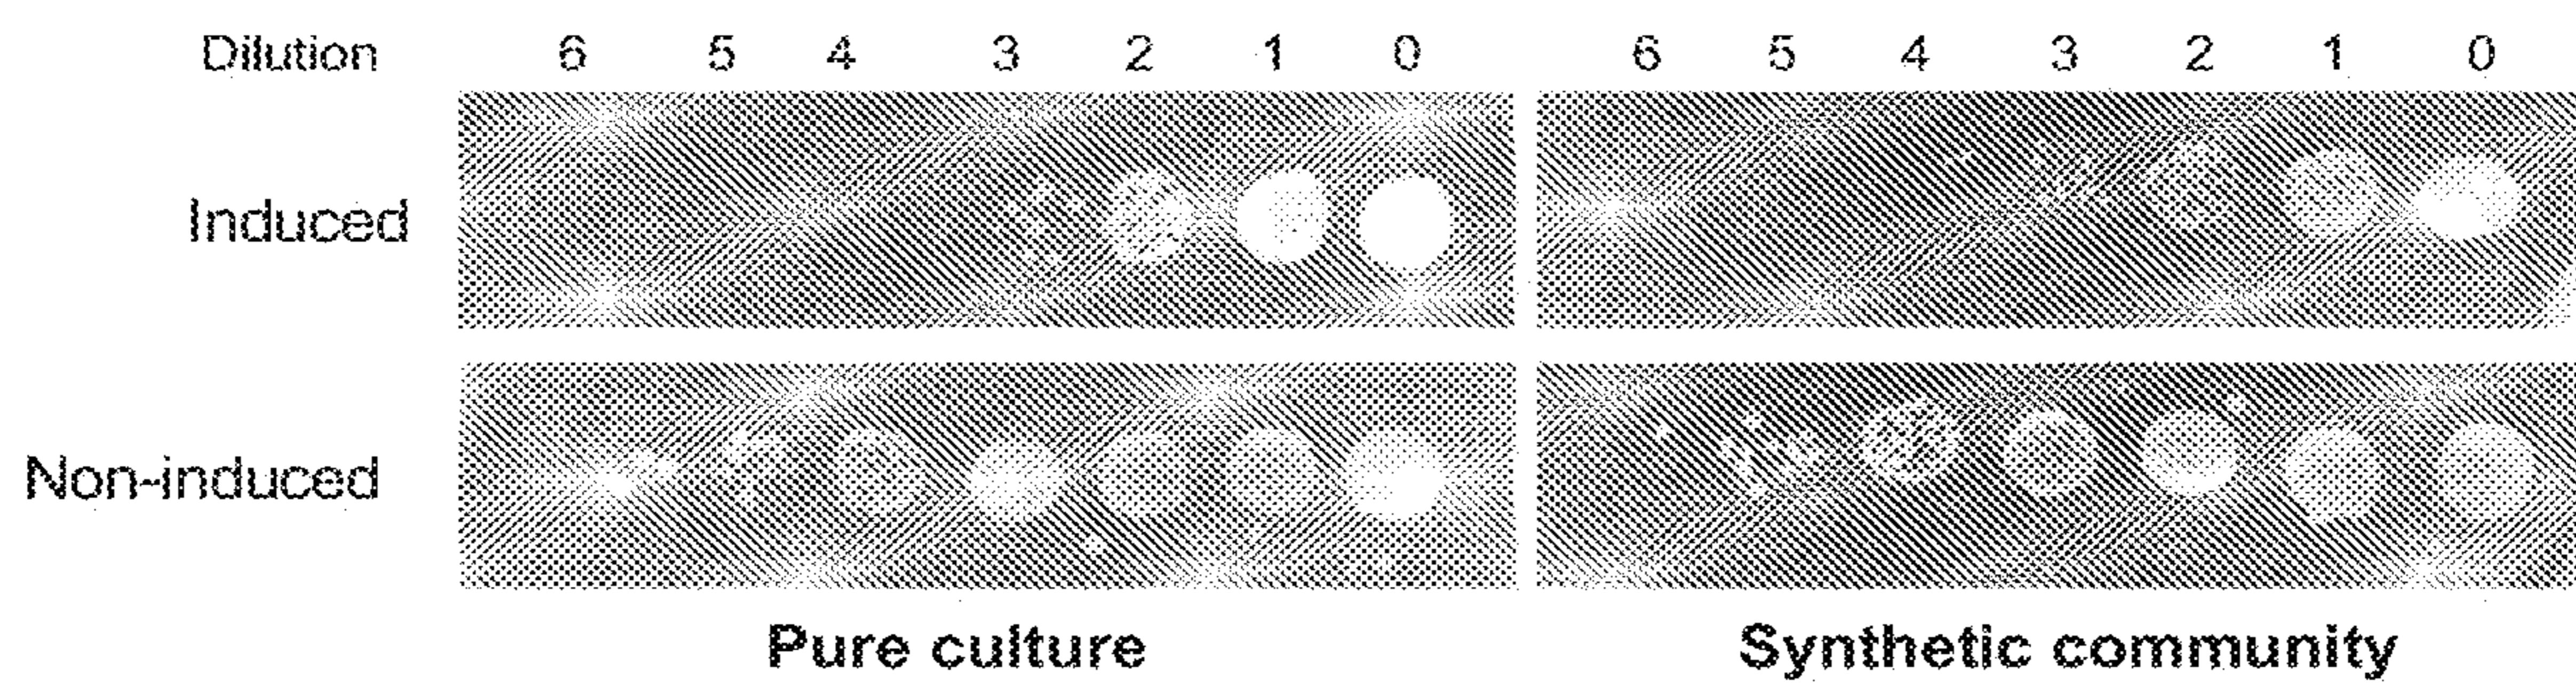 Dilution 6 5 4 3 2 1 0 6 5 4 3 2 1 0
Induced
Non-induced
Pure culture Synthetic community